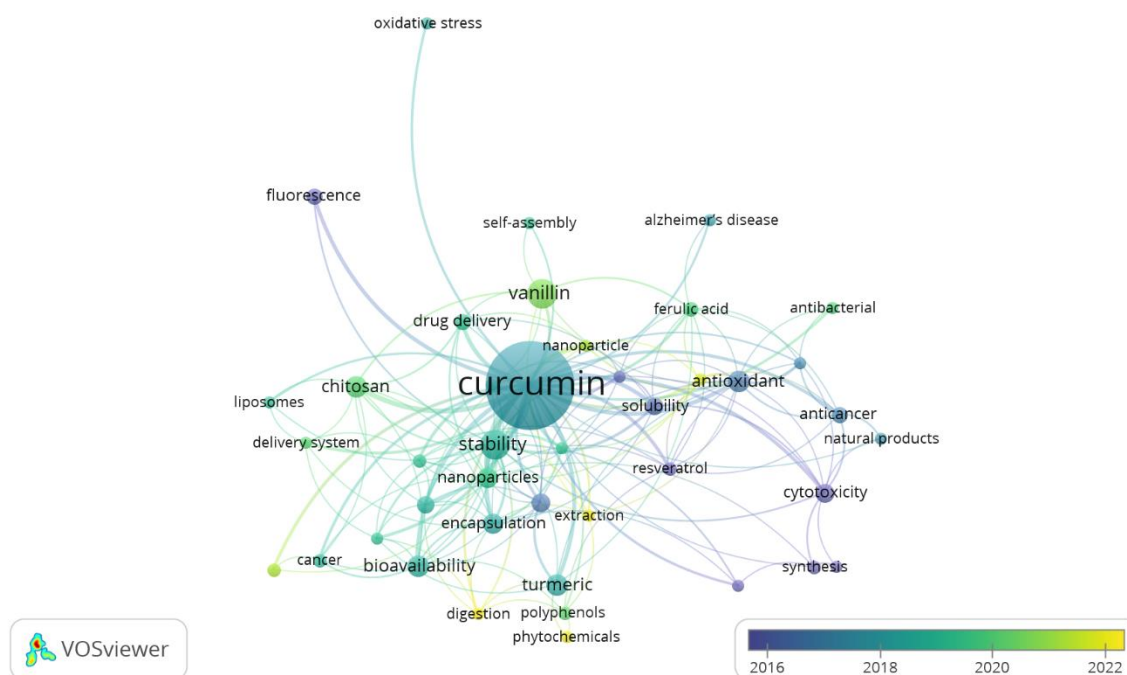 oxidative stress
fluorescence
self-assembly
alzheimer's disease
vanillin
drug delivery
ferulic acid
antibacterial
nanoparticle
curcumin
antioxidant
chitosan
liposomes
solubility
anticancer
delivery system
stability
natural products
nanoparticles
resveratrol
cytotoxicity
encapsulation
extraction
cancer
bioavailability
synthesis
turmeric
digestion
polyphenols
phytochemicals
VOSviewer
2016 2018 2020 2022